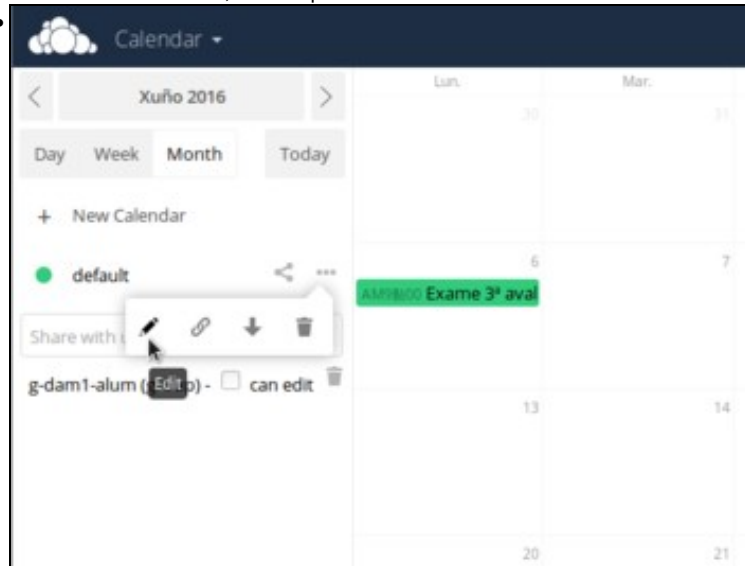 Calendar
Xuño 2016
Lun.
Mar.
30
31
Day Week Month Today
+ New Calendar
default
6
7
Exame 3ª aval
Share with
Edit
g-dam1-alum ( ) - can edit
13
14
20
21